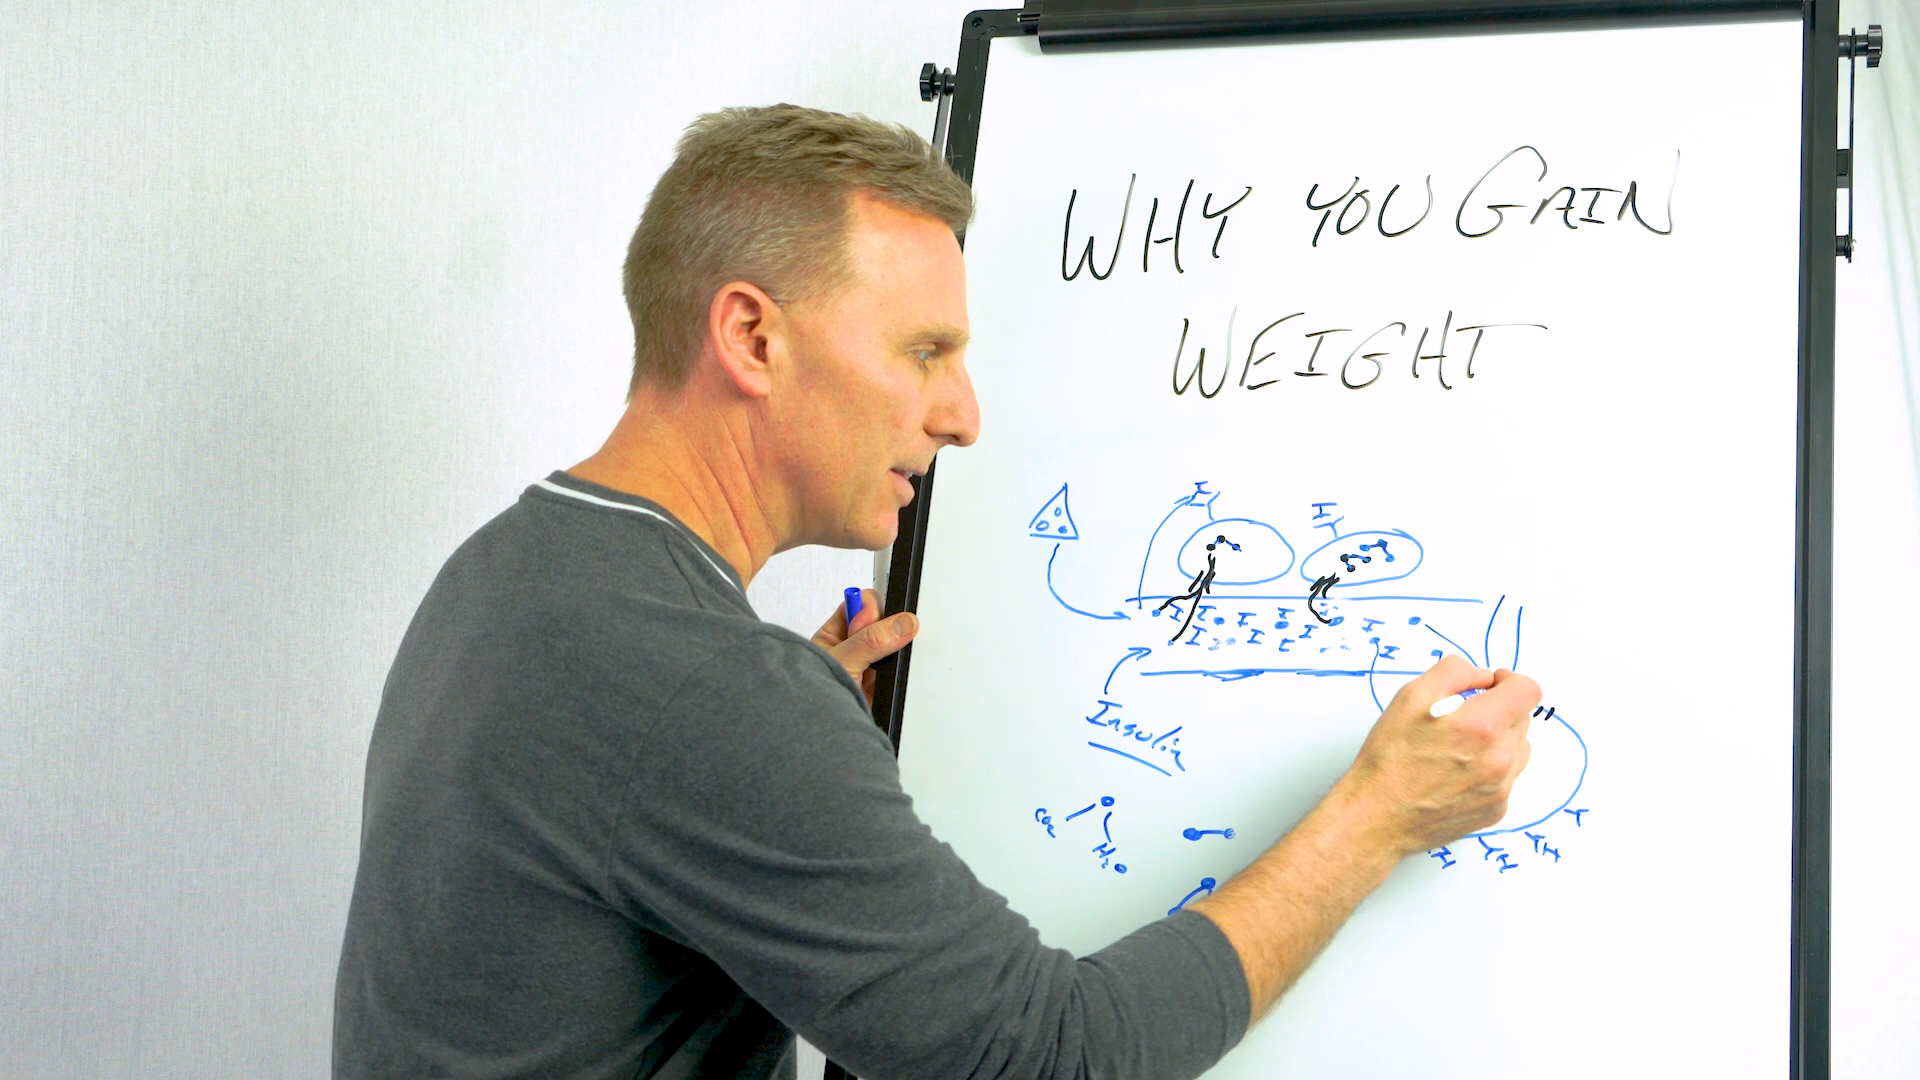 WHY YOU GAIN
WEIGHT
I I
I I I I I I
I I I I
Insulin
CO2
H2O